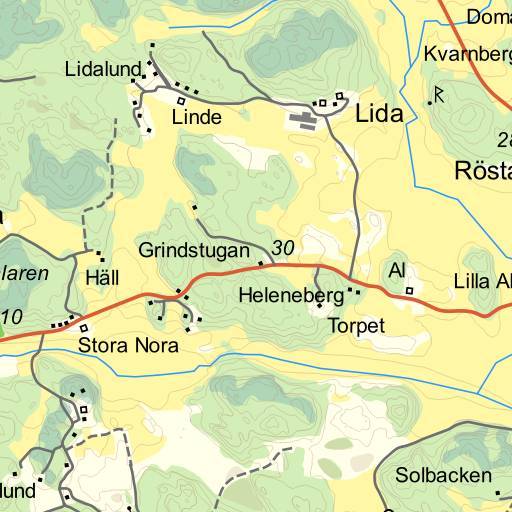 Doma
Kvarnberg
Lidalund
Linde
Lida
28
Rösta
a
Grindstugan
30
laren
Häll
Al
Lilla Al
Heleneberg
10
Torpet
Stora Nora
Solbacken
lund